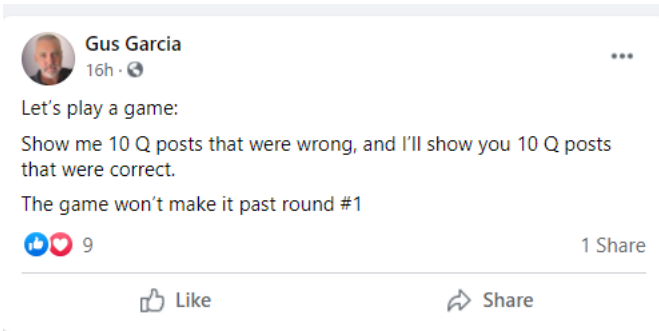 Gus Garcia
16h ·
Let's play a game:
Show me 10 Q posts that were wrong, and I'll show you 10 Q posts
that were correct.
The game won't make it past round #1
9
1 Share
Like
Share